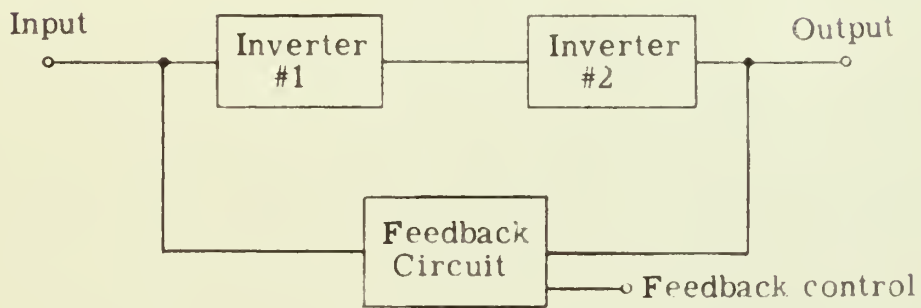 Input
Output
Inverter
#1
Inverter
#2
Feedback
Circuit
Feedback control